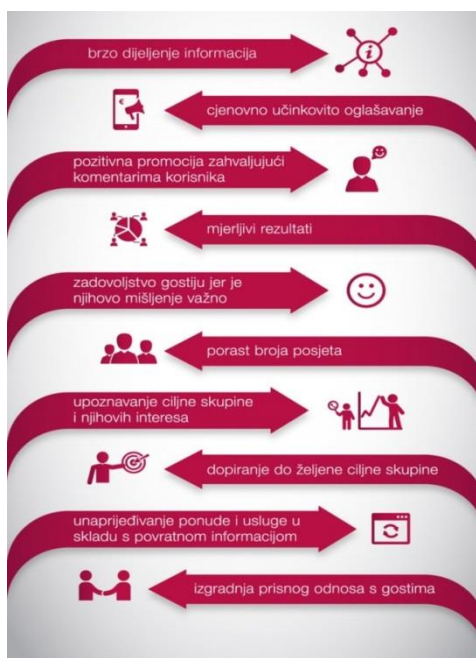 brzo dijeljenje informacija
cjenovno učinkovito oglašavanje
pozitivna promocija zahvaljujući
komentarima korisnika
mjerljivi rezultati
zadovoljstvo gostiju jer je
njihovo mišljenje važno
porast broja posjeta
upoznavanje ciljne skupine
i njihovih interesa
dopiranje do željene ciljne skupine
unaprijeđivanje ponude i usluge u
skladu s povratnom informacijom
izgradnja prisnog odnosa s gostima